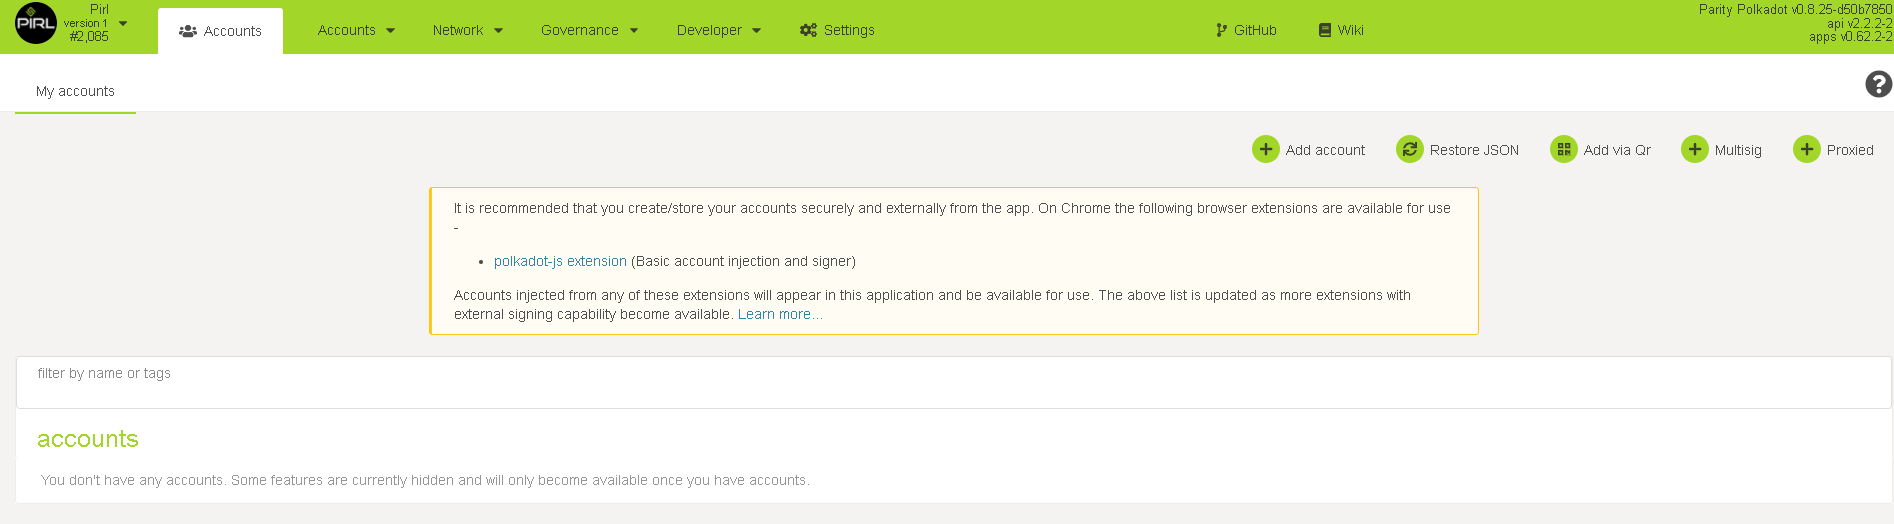 PIRL
Pirl
version 1
#2,085
Accounts
Accounts
Network
Governance
Developer
Settings
GitHub
Wiki
Parity Polkadot v0.8.25-d50b7850
api v2.2.2-2
apps v0.62.2-2
My accounts
?
Add account
Restore JSON
Add via Qr
Multisig
Proxied
It is recommended that you create/store your accounts securely and externally from the app. On Chrome the following browser extensions are available for use
-
• polkadot-js extension (Basic account injection and signer)
Accounts injected from any of these extensions will appear in this application and be available for use. The above list is updated as more extensions with
external signing capability become available. Learn more...
filter by name or tags
accounts
You don't have any accounts. Some features are currently hidden and will only become available once you have accounts.